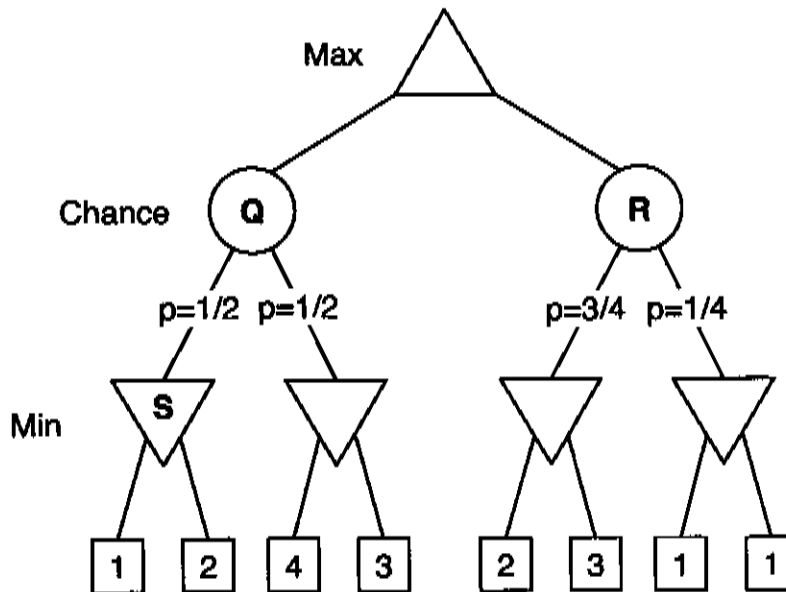 Max
Chance Q R
p=1/2 p=1/2 p=3/4 p=1/4
Min S
1 2 4 3 2 3 1 1